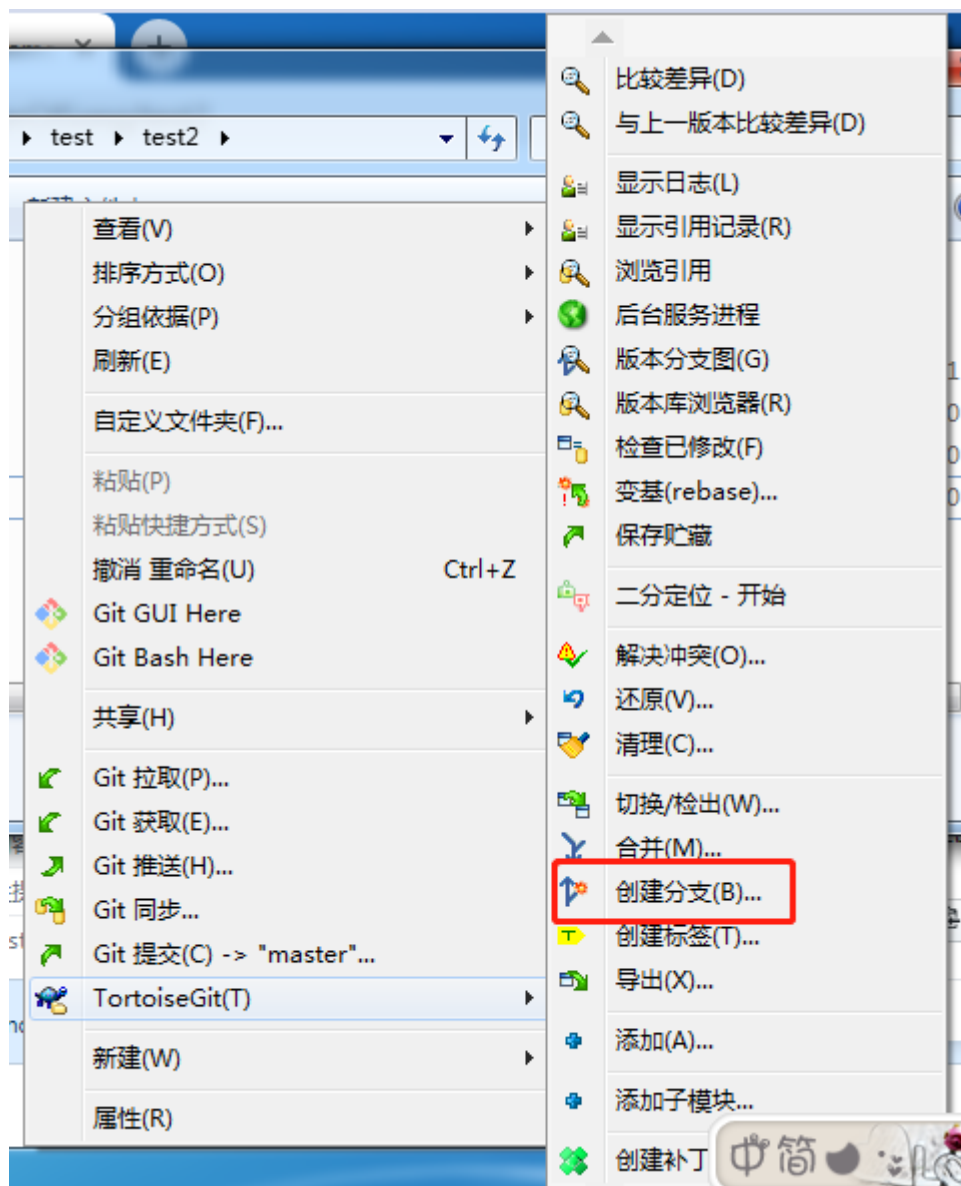 test test2
查看(V)
排序方式(O)
分组依据(P)
刷新(E)
自定义文件夹(F)...
粘贴(P)
粘贴快捷方式(S)
撤消 重命名(U) Ctrl+Z
Git GUI Here
Git Bash Here
共享(H)
Git 拉取(P)...
Git 获取(E)...
Git 推送(H)...
Git 同步...
Git 提交(C) -> "master"...
TortoiseGit(T)
新建(W)
属性(R)
比较差异(D)
与上一版本比较差异(D)
显示日志(L)
显示引用记录(R)
浏览引用
后台服务进程
版本分支图(G)
版本库浏览器(R)
检查已修改(F)
变基(rebase)...
保存贮藏
二分定位 - 开始
解决冲突(O)...
还原(V)...
清理(C)...
切换/检出(W)...
合并(M)...
创建分支(B)...
创建标签(T)...
导出(X)...
添加(A)...
添加子模块...
创建补丁
中简